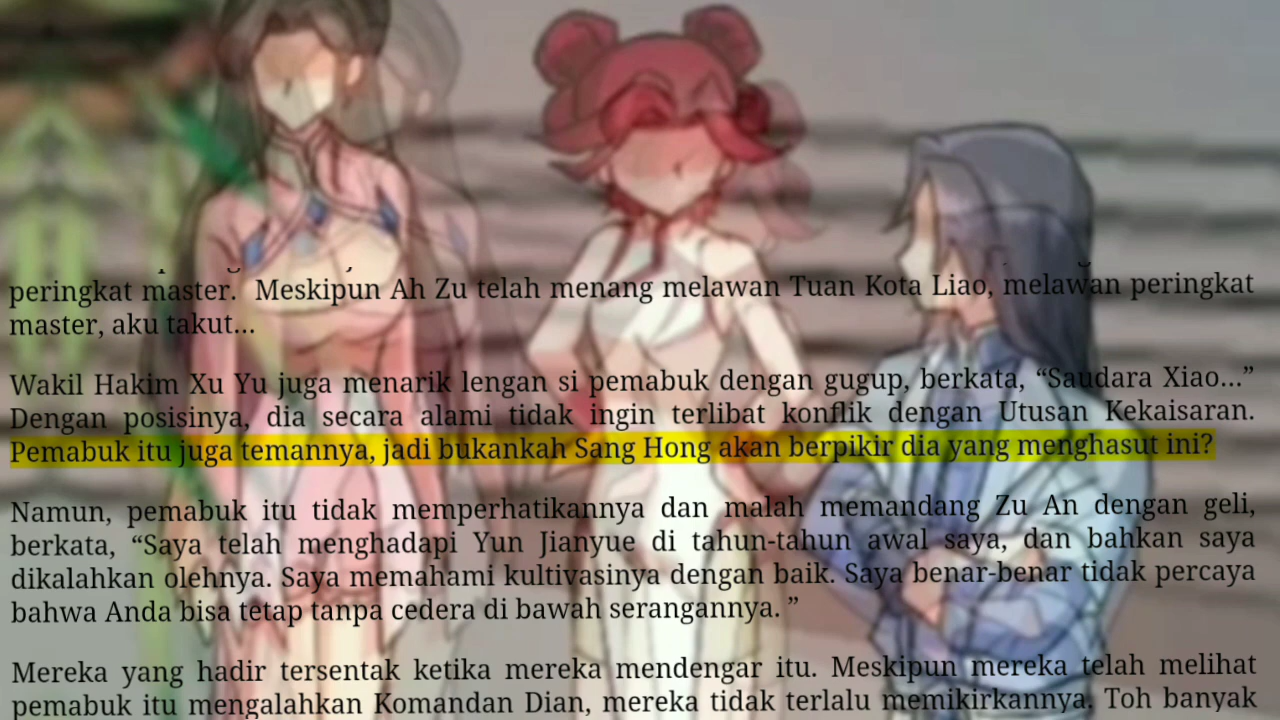 peringkat master.  Meskipun Ah Zu telah menang melawan Tuan Kota Liao, melawan peringkat
master, aku takut...
Wakil Hakim Xu Yu juga menarik lengan si pemabuk dengan gugup, berkata, “Saudara Xiao...”
Dengan posisinya, dia secara alami tidak ingin terlibat konflik dengan Utusan Kekaisaran.
Pemabuk itu juga temannya, jadi bukankah Sang Hong akan berpikir dia yang menghasut ini?
Namun, pemabuk itu tidak memperhatikannya dan malah memandang Zu An dengan geli,
berkata, “Saya telah menghadapi Yun Jianyue di tahun-tahun awal saya, dan bahkan saya
dikalahkan olehnya. Saya memahami kultivasinya dengan baik. Saya benar-benar tidak percaya
bahwa Anda bisa tetap tanpa cedera di bawah serangannya. ”
Mereka yang hadir tersentak ketika mereka mendengar itu. Meskipun mereka telah melihat
pemabuk itu mengalahkan Komandan Dian, mereka tidak terlalu memikirkannya. Toh banyak